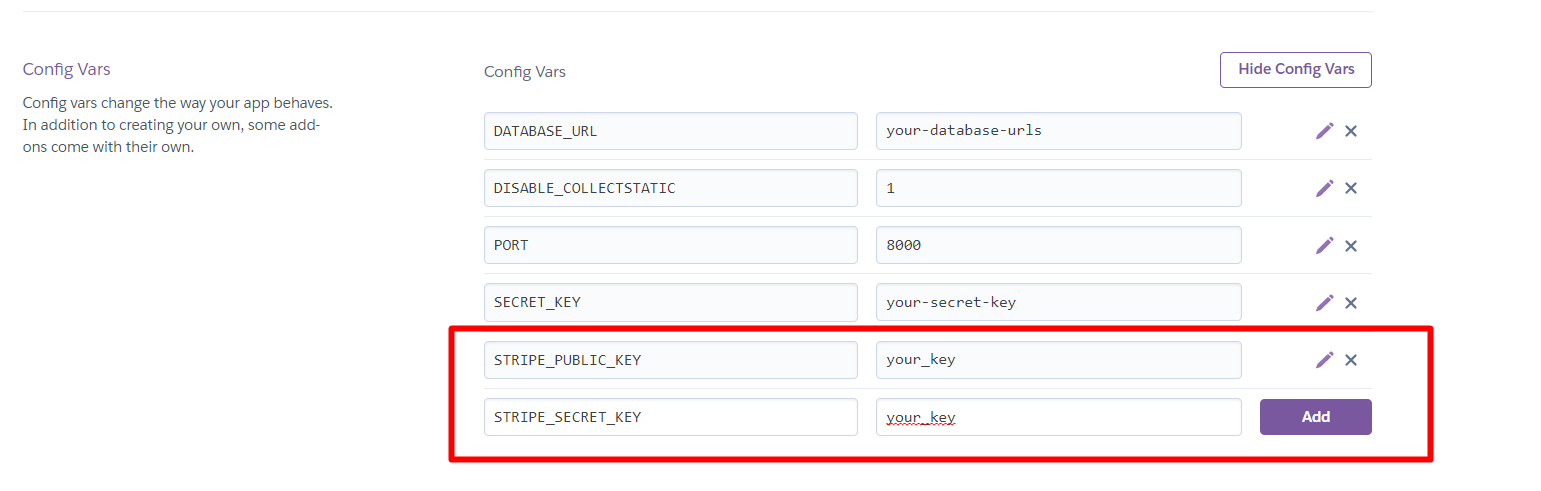 Config Vars
Config vars change the way your app behaves.
In addition to creating your own, some add-
ons come with their own.
Config Vars
Hide Config Vars
DATABASE_URL your-database-urls
DISABLE_COLLECTSTATIC 1
PORT 8000
SECRET_KEY your-secret-key
STRIPE_PUBLIC_KEY your_key
STRIPE_SECRET_KEY your_key Add